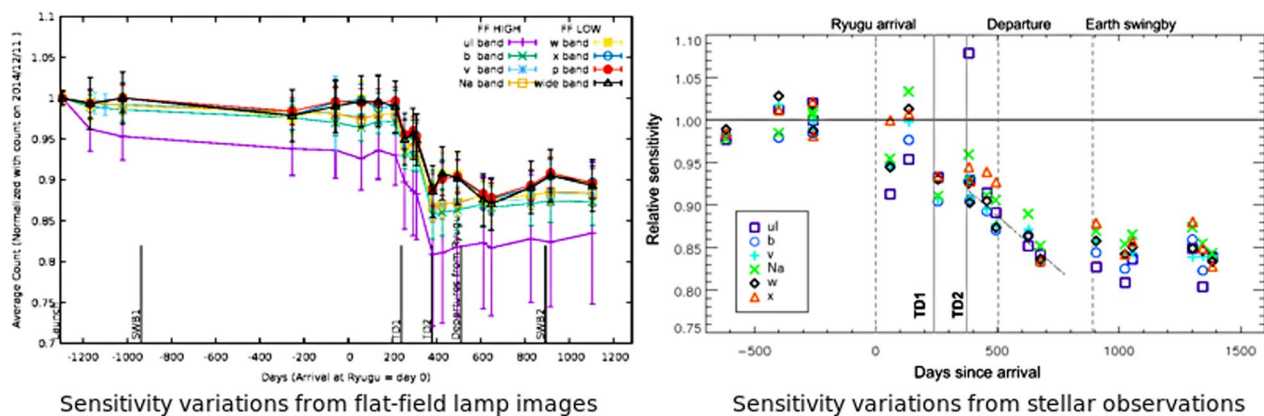 1.1
1.05
1
0.95
0.9
0.85
0.8
0.75
0.7
Average Count (Normalized with count on 2014/12/11)
FF HIGH
ul band
b band
v band
Na band
FF LOW
w band
x band
p band
wide band
Launch
SWB1
TD1
TD2
Departures from Ryugu
SWB2
-1200 -1000 -800 -600 -400 -200 0 200 400 600 800 1000 1200
Days (Arrival at Ryugu = day 0)
Sensitivity variations from flat-field lamp images
Ryugu arrival Departure Earth swingby
1.10
1.05
1.00
0.95
0.90
0.85
0.80
0.75
Relative sensitivity
ul
b
v
Na
w
x
TD1
TD2
−500 0 500 1000 1500
Days since arrival
Sensitivity variations from stellar observations